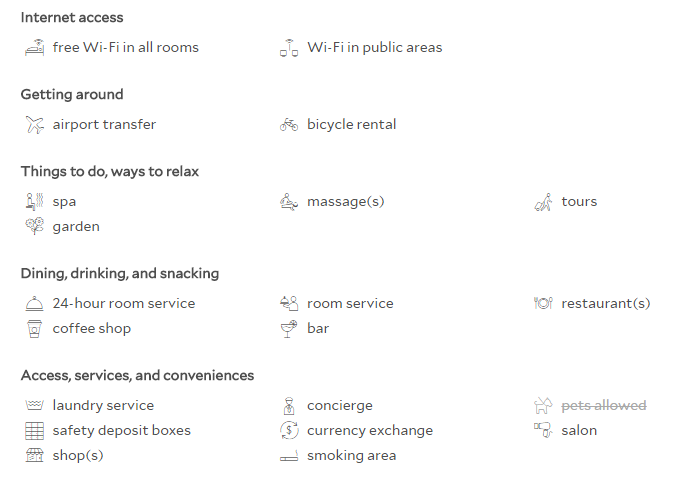 Internet access
free Wi-Fi in all rooms Wi-Fi in public areas
Getting around
airport transfer bicycle rental
Things to do, ways to relax
spa massage(s) tours
garden
Dining, drinking, and snacking
24-hour room service room service restaurant(s)
coffee shop bar
Access, services, and conveniences
laundry service concierge pets allowed
safety deposit boxes currency exchange salon
shop(s) smoking area